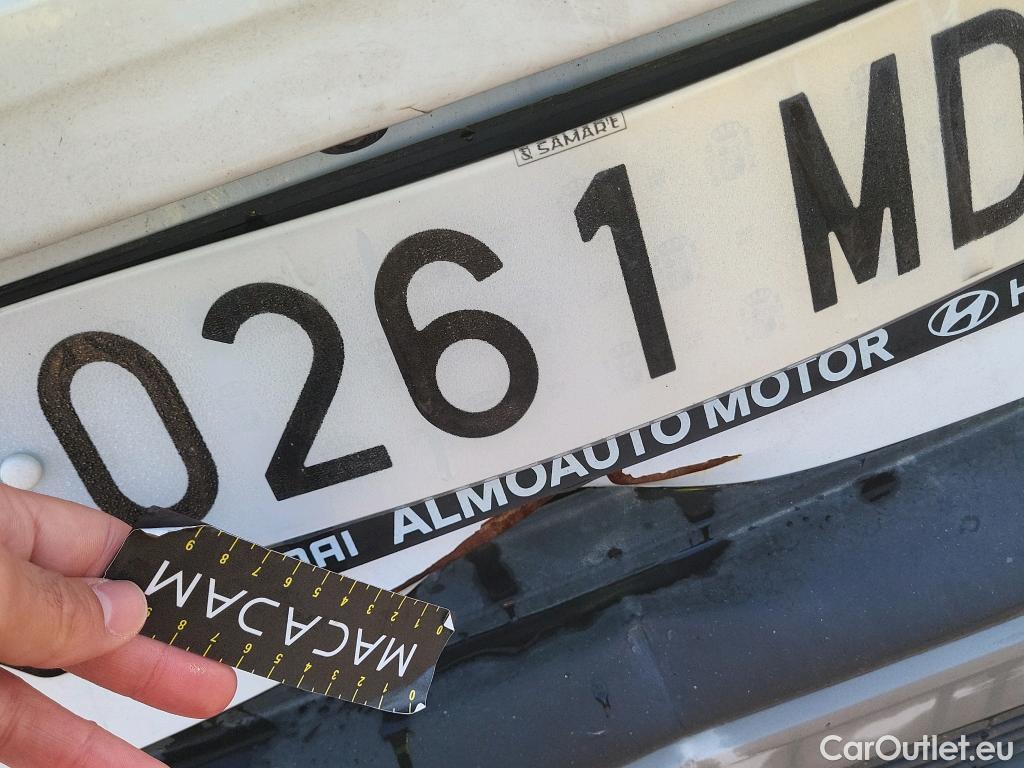 & SAMAR'E
0261 MD
DAI ALMOAUTO MOTOR H
MACADAM
0 1 2 3 4 5 6 7 8 9
0 1 2 3 4 5 6 7 8 9
CarOutlet.eu